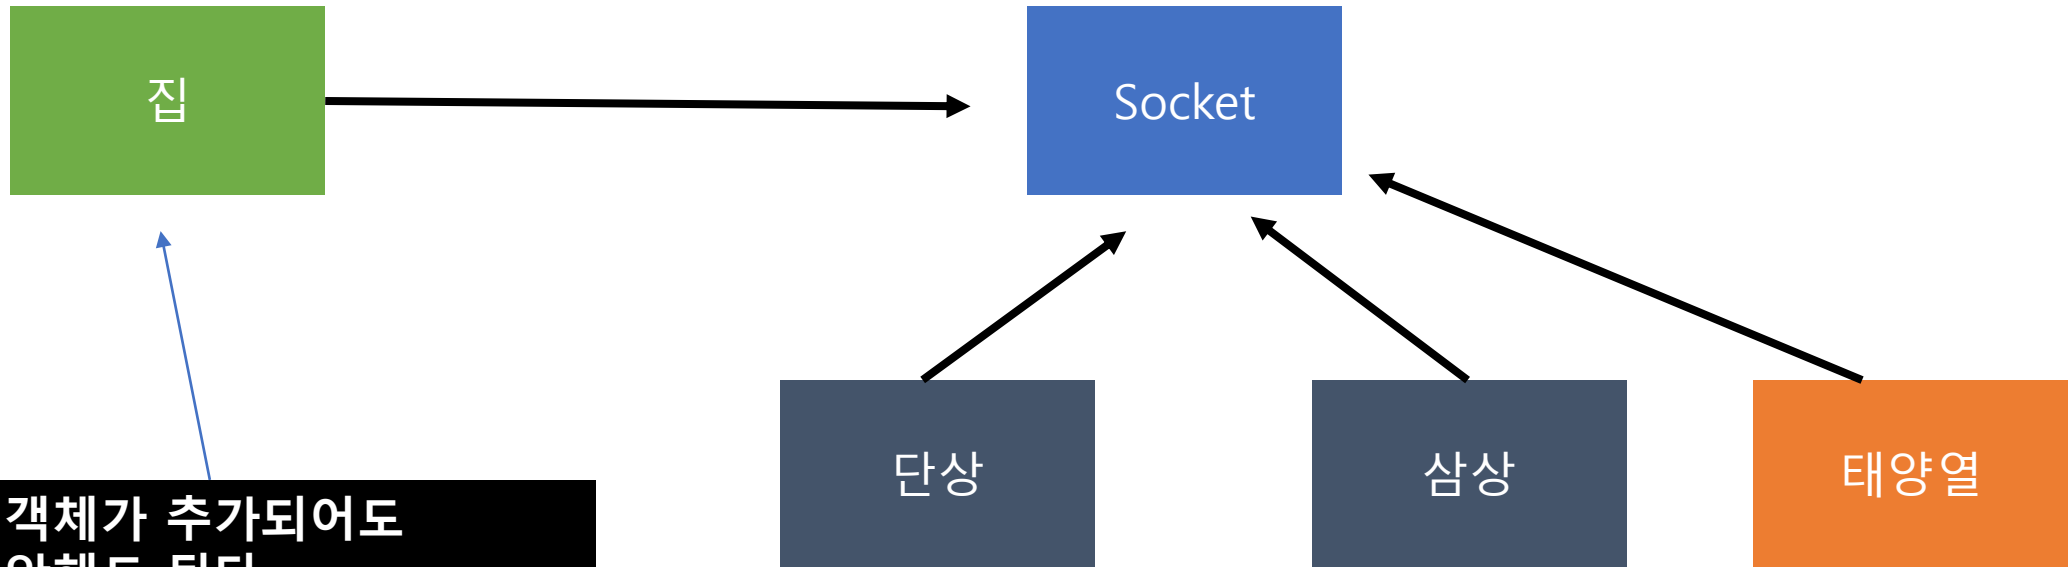 집
Socket
단상
삼상
태양열
객체가 추가되어도